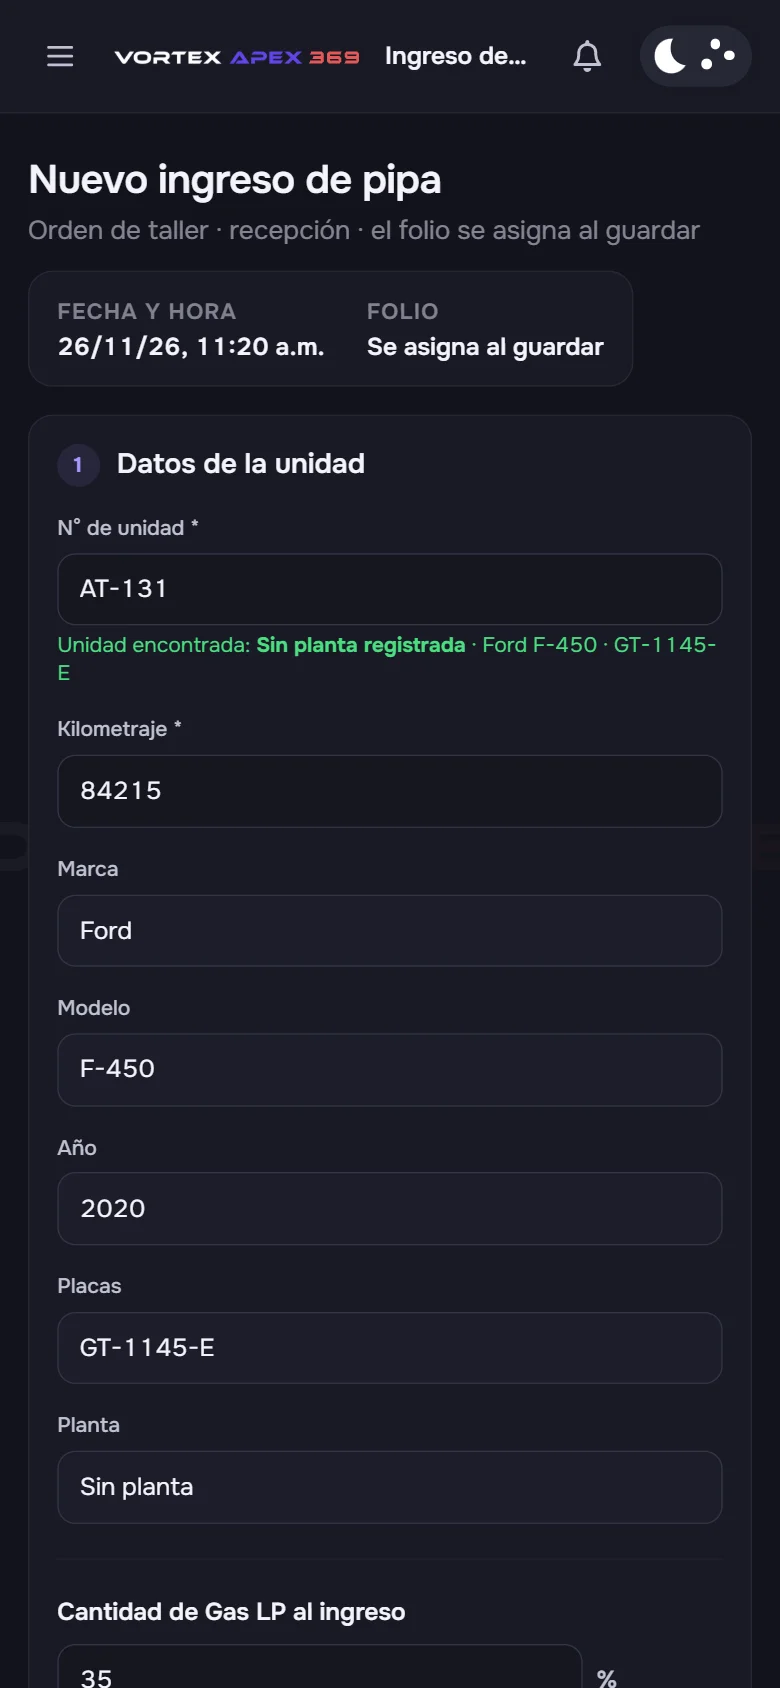 VORTEX APEX 369 Ingreso de...
Nuevo ingreso de pipa
Orden de taller · recepción · el folio se asigna al guardar
FECHA Y HORA
26/11/26, 11:20 a.m.
FOLIO
Se asigna al guardar
1 Datos de la unidad
N° de unidad *
AT-131
Unidad encontrada: Sin planta registrada · Ford F-450 · GT-1145-
E
Kilometraje *
84215
Marca
Ford
Modelo
F-450
Año
2020
Placas
GT-1145-E
Planta
Sin planta
Cantidad de Gas LP al ingreso
35 %